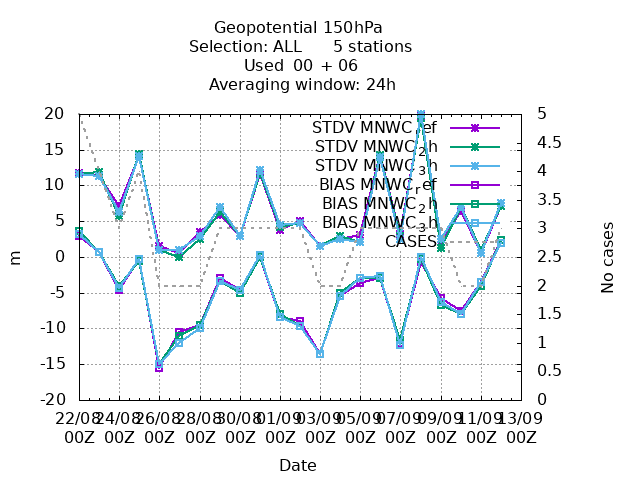 Geopotential 150hPa
Selection: ALL 5 stations
Used 00 + 06
Averaging window: 24h
STDV MNWC_ref
STDV MNWC_2h
STDV MNWC_3h
BIAS MNWC_ref
BIAS MNWC_2h
BIAS MNWC_3h
CASES
20
15
10
5
0
-5
-10
-15
-20
m
5
4.5
4
3.5
3
2.5
2
1.5
1
0.5
0
No cases
22/08 24/08 26/08 28/08 30/08 01/09 03/09 05/09 07/09 09/09 11/09 13/09
00Z 00Z 00Z 00Z 00Z 00Z 00Z 00Z 00Z 00Z 00Z 00Z
Date